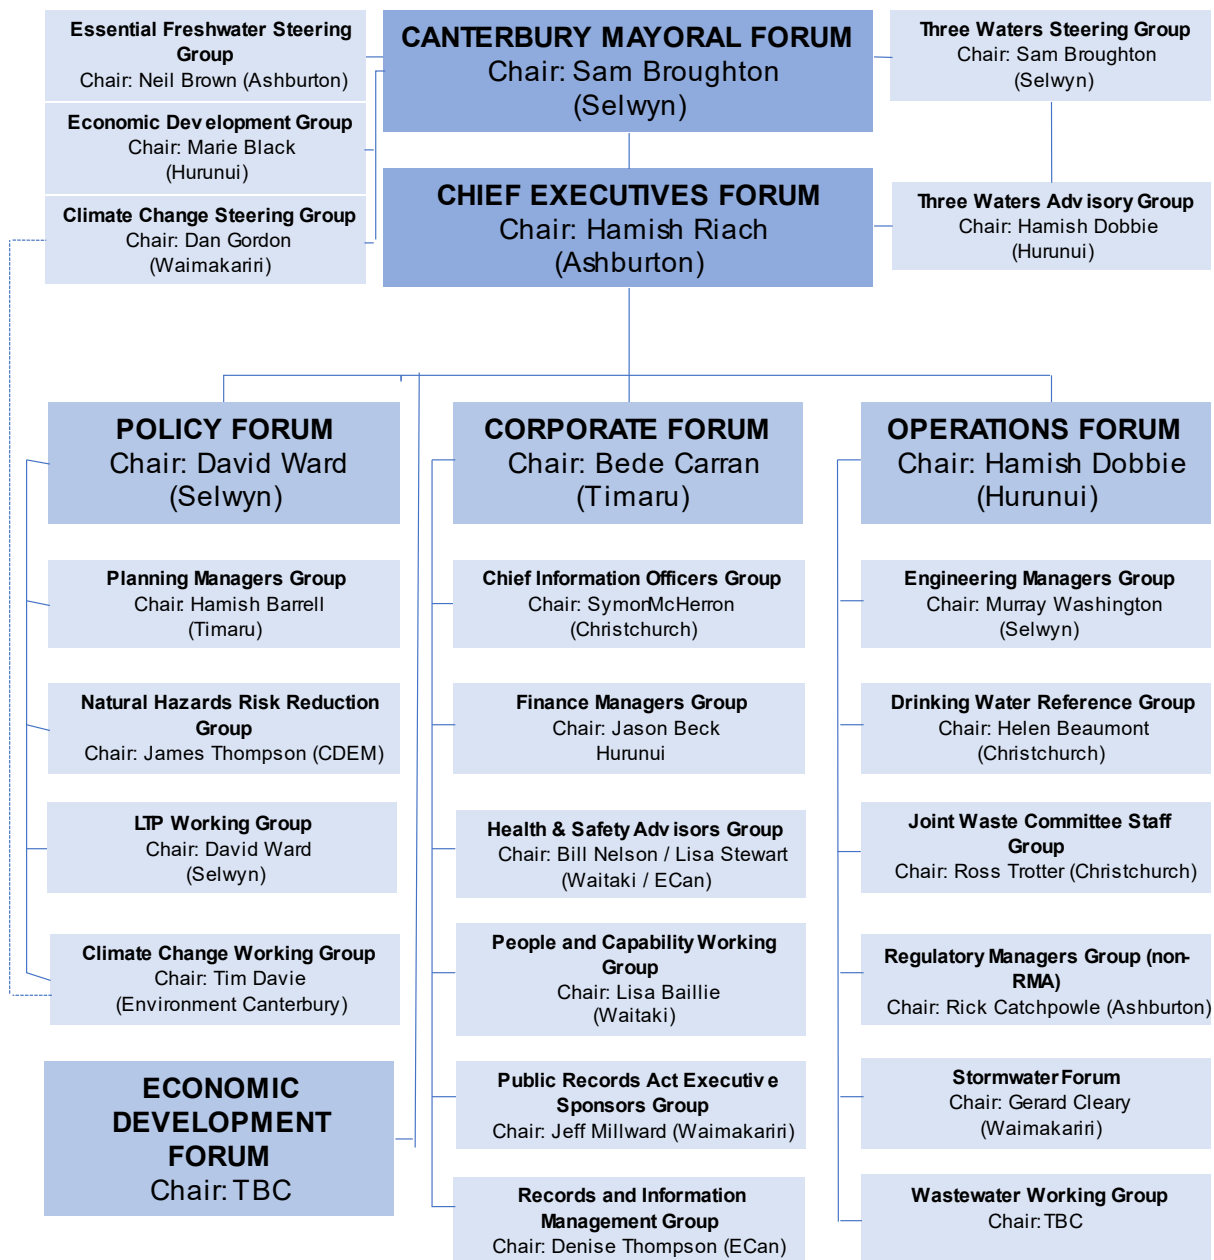 Essential Freshwater Steering
Group
Chair: Neil Brown (Ashburton)
CANTERBURY MAYORAL FORUM
Chair: Sam Broughton
(Selwyn)
Three Waters Steering Group
Chair: Sam Broughton
(Selwyn)
Economic Development Group
Chair: Marie Black
(Hurunui)
Climate Change Steering Group
Chair: Dan Gordon
(Waimakariri)
CHIEF EXECUTIVES FORUM
Chair: Hamish Riach
(Ashburton)
Three Waters Advisory Group
Chair: Hamish Dobbie
(Hurunui)
POLICY FORUM
Chair: David Ward
(Selwyn)
Planning Managers Group
Chair: Hamish Barrell
(Timaru)
Natural Hazards Risk Reduction
Group
Chair: James Thompson (CDEM)
LTP Working Group
Chair: David Ward
(Selwyn)
Climate Change Working Group
Chair: Tim Davie
(Environment Canterbury)
ECONOMIC
DEVELOPMENT
FORUM
Chair: TBC
CORPORATE FORUM
Chair: Bede Carran
(Timaru)
Chief Information Officers Group
Chair: Symon McHerron
(Christchurch)
Finance Managers Group
Chair: Jason Beck
Hurunui
Health & Safety Advisors Group
Chair: Bill Nelson / Lisa Stewart
(Waitaki / ECan)
People and Capability Working
Group
Chair: Lisa Baillie
(Waitaki)
Public Records Act Executive
Sponsors Group
Chair: Jeff Millward (Waimakariri)
Records and Information
Management Group
Chair: Denise Thompson (ECan)
OPERATIONS FORUM
Chair: Hamish Dobbie
(Hurunui)
Engineering Managers Group
Chair: Murray Washington
(Selwyn)
Drinking Water Reference Group
Chair: Helen Beaumont
(Christchurch)
Joint Waste Committee Staff
Group
Chair: Ross Trotter (Christchurch)
Regulatory Managers Group (non-
RMA)
Chair: Rick Catchpowle (Ashburton)
Stormwater Forum
Chair: Gerard Cleary
(Waimakariri)
Wastewater Working Group
Chair: TBC